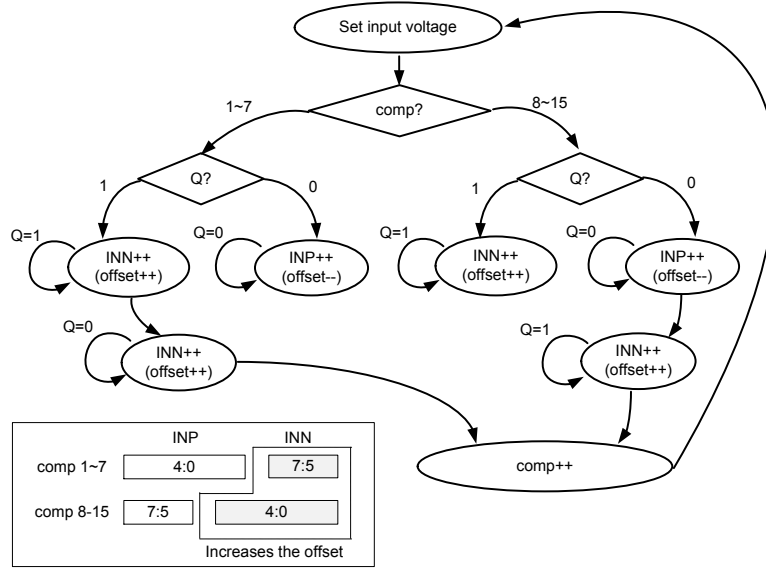 Set input voltage
comp?
1~7
8~15
Q?
Q?
1
0
1
0
Q=1
INN++
(offset++)
Q=0
INP++
(offset--)
Q=1
INN++
(offset++)
Q=0
INP++
(offset--)
Q=0
INN++
(offset++)
Q=1
INN++
(offset++)
comp++
INP
INN
comp 1~7
4:0
7:5
comp 8-15
7:5
4:0
Increases the offset